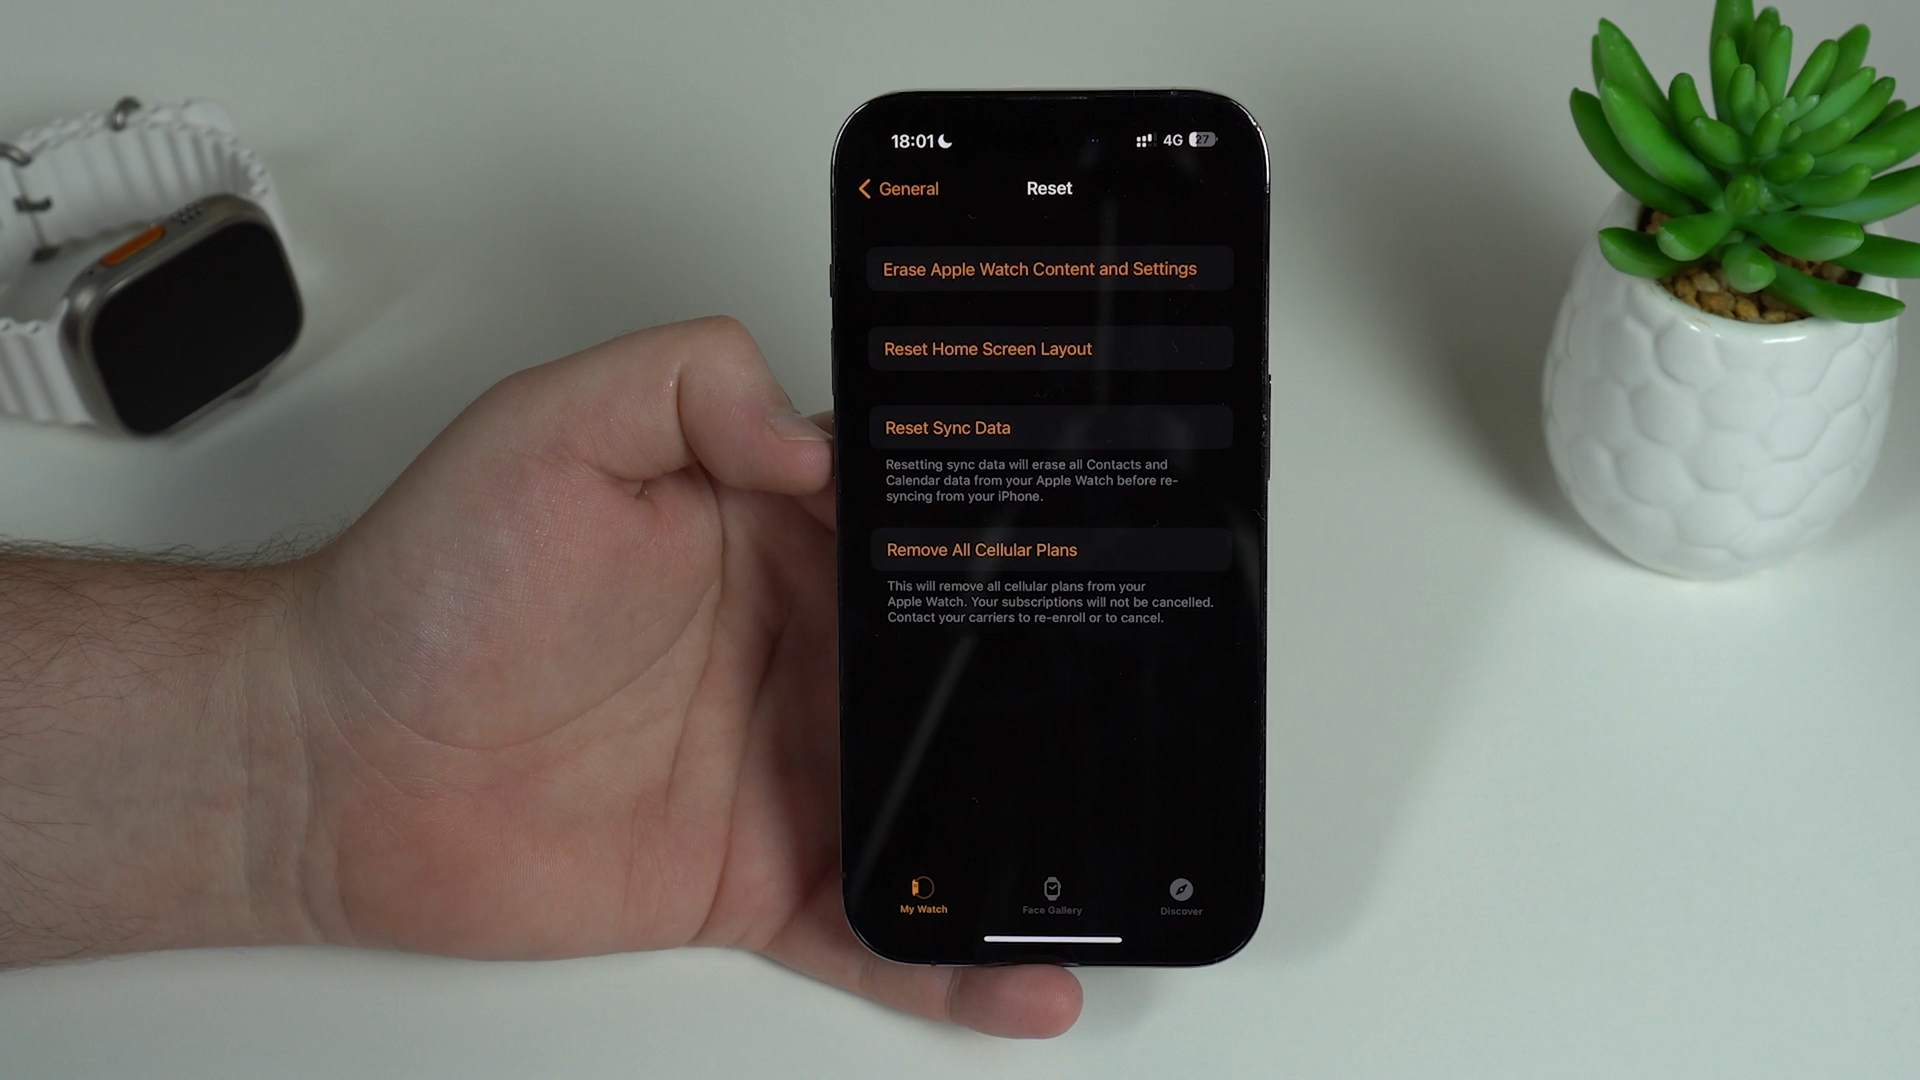 18:01
4G
27
General
Reset
Erase Apple Watch Content and Settings
Reset Home Screen Layout
Reset Sync Data
Resetting sync data will erase all Contacts and
Calendar data from your Apple Watch before re-
syncing from your iPhone.
Remove All Cellular Plans
This will remove all cellular plans from your
Apple Watch. Your subscriptions will not be cancelled.
Contact your carriers to re-enroll or to cancel.
My Watch
Face Gallery
Discover